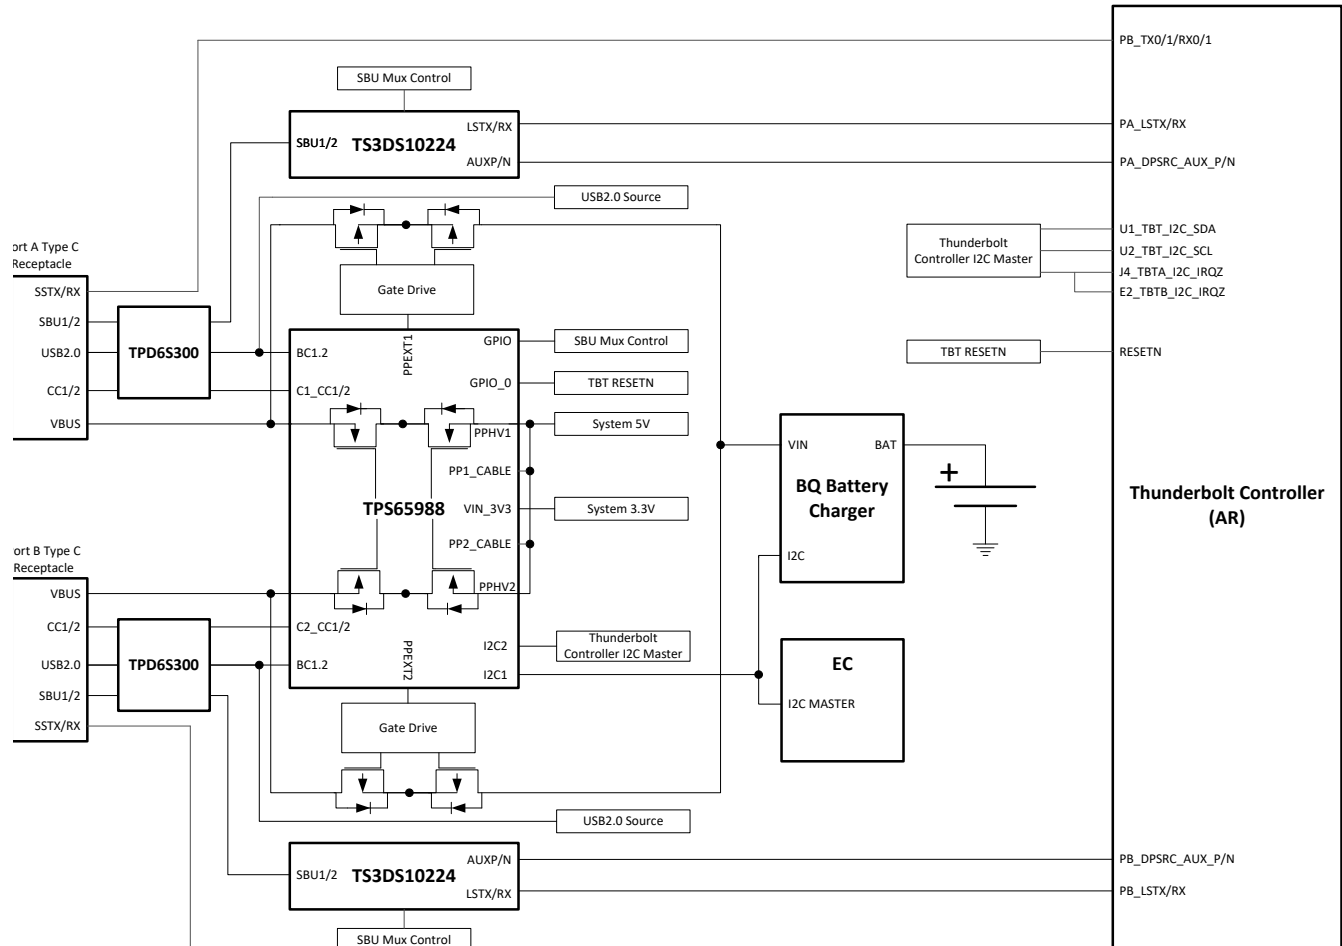 PB_TX0/1/RX0/1
SBU Mux Control
LSTX/RX
SBU1/2
TS3DS10224
AUXP/N
PA_LSTX/RX
PA_DPSRC_AUX_P/N
USB2.0 Source
ort A Type C
Receptacle
SSTX/RX
SBU1/2
USB2.0
CC1/2
VBUS
TPD6S300
Gate Drive
Thunderbolt
Controller I2C Master
U1_TBT_I2C_SDA
U2_TBT_I2C_SCL
J4_TBTA_I2C_IRQZ
E2_TBTB_I2C_IRQZ
TBT RESETN
RESETN
PPEXT1
BC1.2
C1_CC1/2
GPIO
SBU Mux Control
GPIO_0
TBT RESETN
PPHV1
System 5V
PP1_CABLE
TPS65988
VIN_3V3
System 3.3V
PP2_CABLE
PPHV2
C2_CC1/2
BC1.2
PPEXT2
I2C2
Thunderbolt
Controller I2C Master
I2C1
VIN
BAT
BQ Battery
Charger
I2C
+
EC
I2C MASTER
Thunderbolt Controller
(AR)
ort B Type C
Receptacle
VBUS
CC1/2
USB2.0
SBU1/2
SSTX/RX
TPD6S300
Gate Drive
USB2.0 Source
AUXP/N
SBU1/2
TS3DS10224
LSTX/RX
PB_DPSRC_AUX_P/N
PB_LSTX/RX
SBU Mux Control